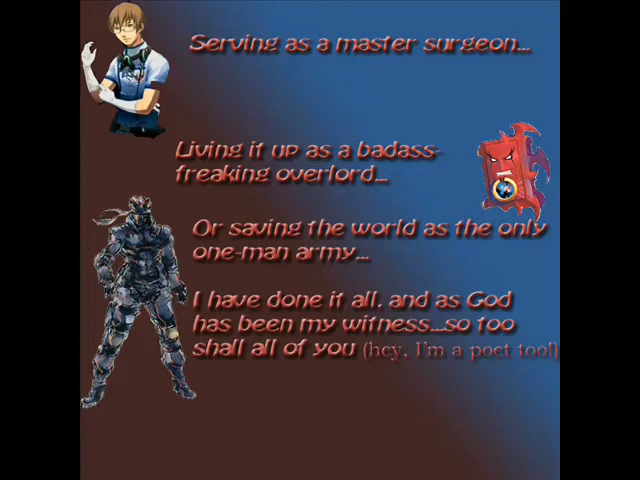 Serving as a master surgeon...
Living it up as a badass-
freaking overlord...
Or saving the world as the only
one-man army...
I have done it all, and as God
has been my witness...so too
shall all of you (hey, I'm a poet too!)